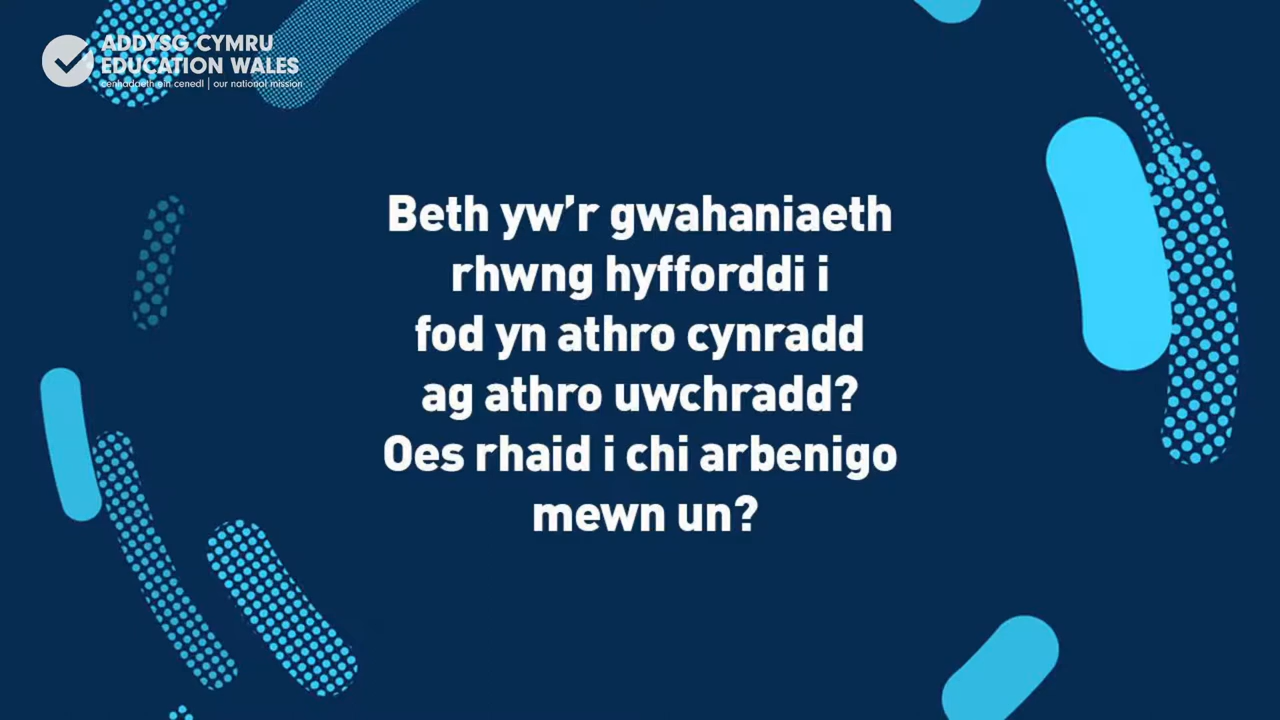 ADDYSG CYMRU
EDUCATION WALES
cenhadaeth ein cenedl | our national mission
Beth yw’r gwahaniaeth
rhwng hyfforddi i
fod yn athro cynradd
ag athro uwchradd?
Oes rhaid i chi arbenigo
mewn un?